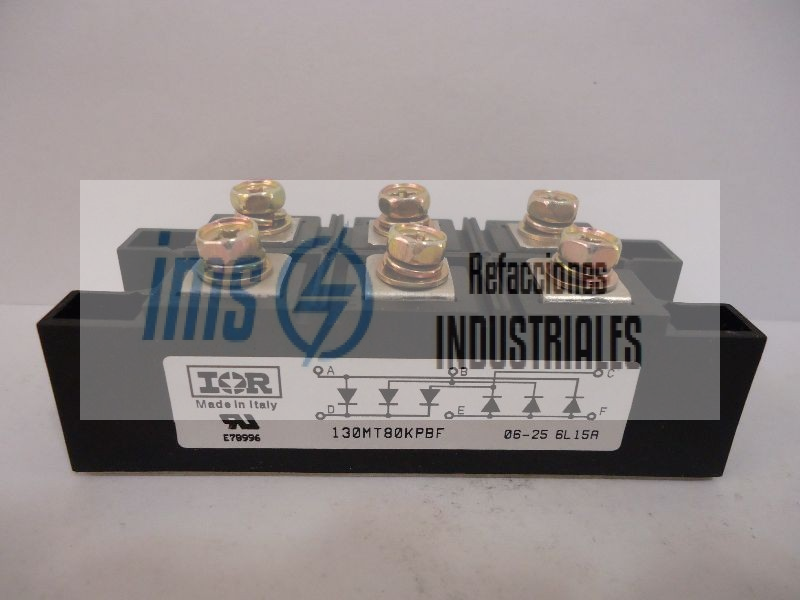 ims
Refacciones
INDUSTRIALES
IOR
Made in Italy
E78996
A B C
D E F
130MT80KPBF 06-25 6L15A